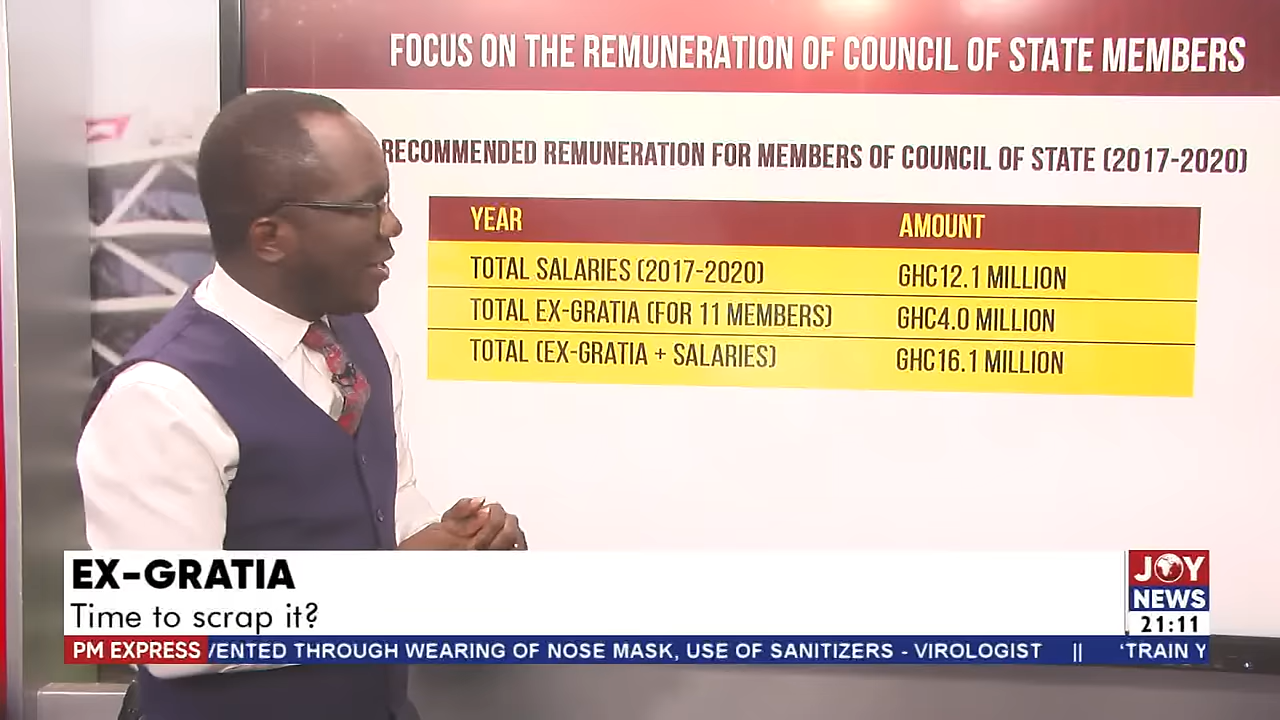 FOCUS ON THE REMUNERATION OF COUNCIL OF STATE MEMBERS
RECOMMENDED REMUNERATION FOR MEMBERS OF COUNCIL OF STATE (2017-2020)
YEAR AMOUNT
TOTAL SALARIES (2017-2020) GHC12.1 MILLION
TOTAL EX-GRATIA (FOR 11 MEMBERS) GHC4.0 MILLION
TOTAL (EX-GRATIA + SALARIES) GHC16.1 MILLION
EX-GRATIA
Time to scrap it?
JOY
NEWS
21:11
PM EXPRESS VENTED THROUGH WEARING OF NOSE MASK, USE OF SANITIZERS - VIROLOGIST || 'TRAIN Y